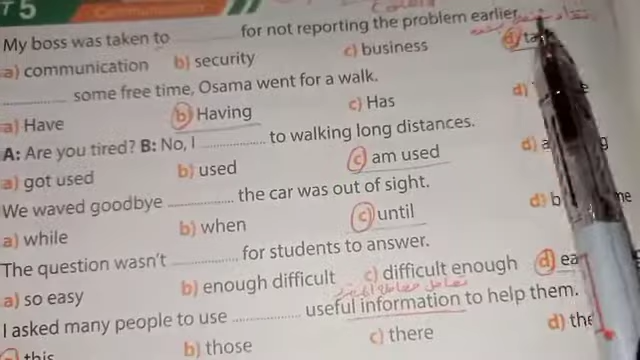 T 5 Communication
My boss was taken to .................. for not reporting the problem earlier.
a) communication b) security c) business d) ta
.................. some free time, Osama went for a walk.
a) Have b) Having c) Has d)
A: Are you tired? B: No, I .................. to walking long distances.
a) got used b) used c) am used d)
We waved goodbye .................. the car was out of sight.
a) while b) when c) until d)
The question wasn't .................. for students to answer.
a) so easy b) enough difficult c) difficult enough d) ea
I asked many people to use .................. useful information to help them.
this b) those c) there d) the